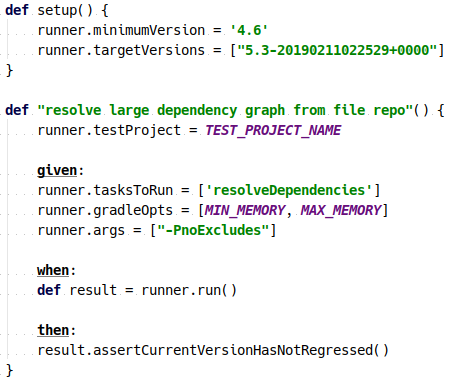 def setup() {
    runner.minimumVersion = '4.6'
    runner.targetVersions = ["5.3-20190211022529+0000"]
}

def "resolve large dependency graph from file repo"() {
    runner.testProject = TEST_PROJECT_NAME

    given:
    runner.tasksToRun = ['resolveDependencies']
    runner.gradleOpts = [MIN_MEMORY, MAX_MEMORY]
    runner.args = ["-PnoExcludes"]

    when:
    def result = runner.run()

    then:
    result.assertCurrentVersionHasNotRegressed()
}